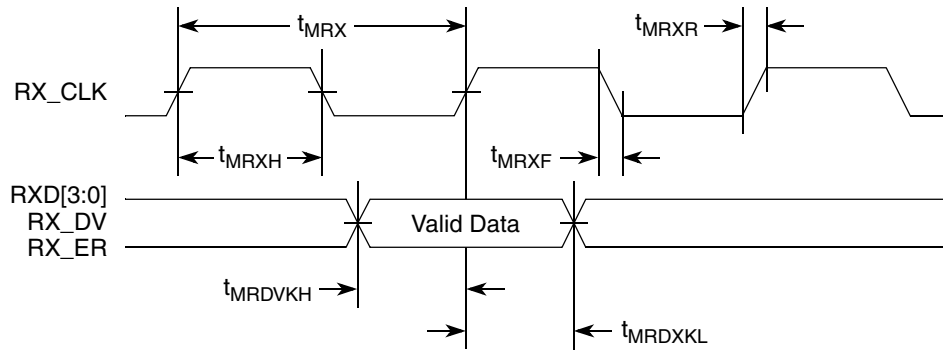 tMRX
tMRXR
RX_CLK
tMRXH
tMRXF
RXD[3:0]
RX_DV
RX_ER
Valid Data
tMRDVKH
tMRDXKL